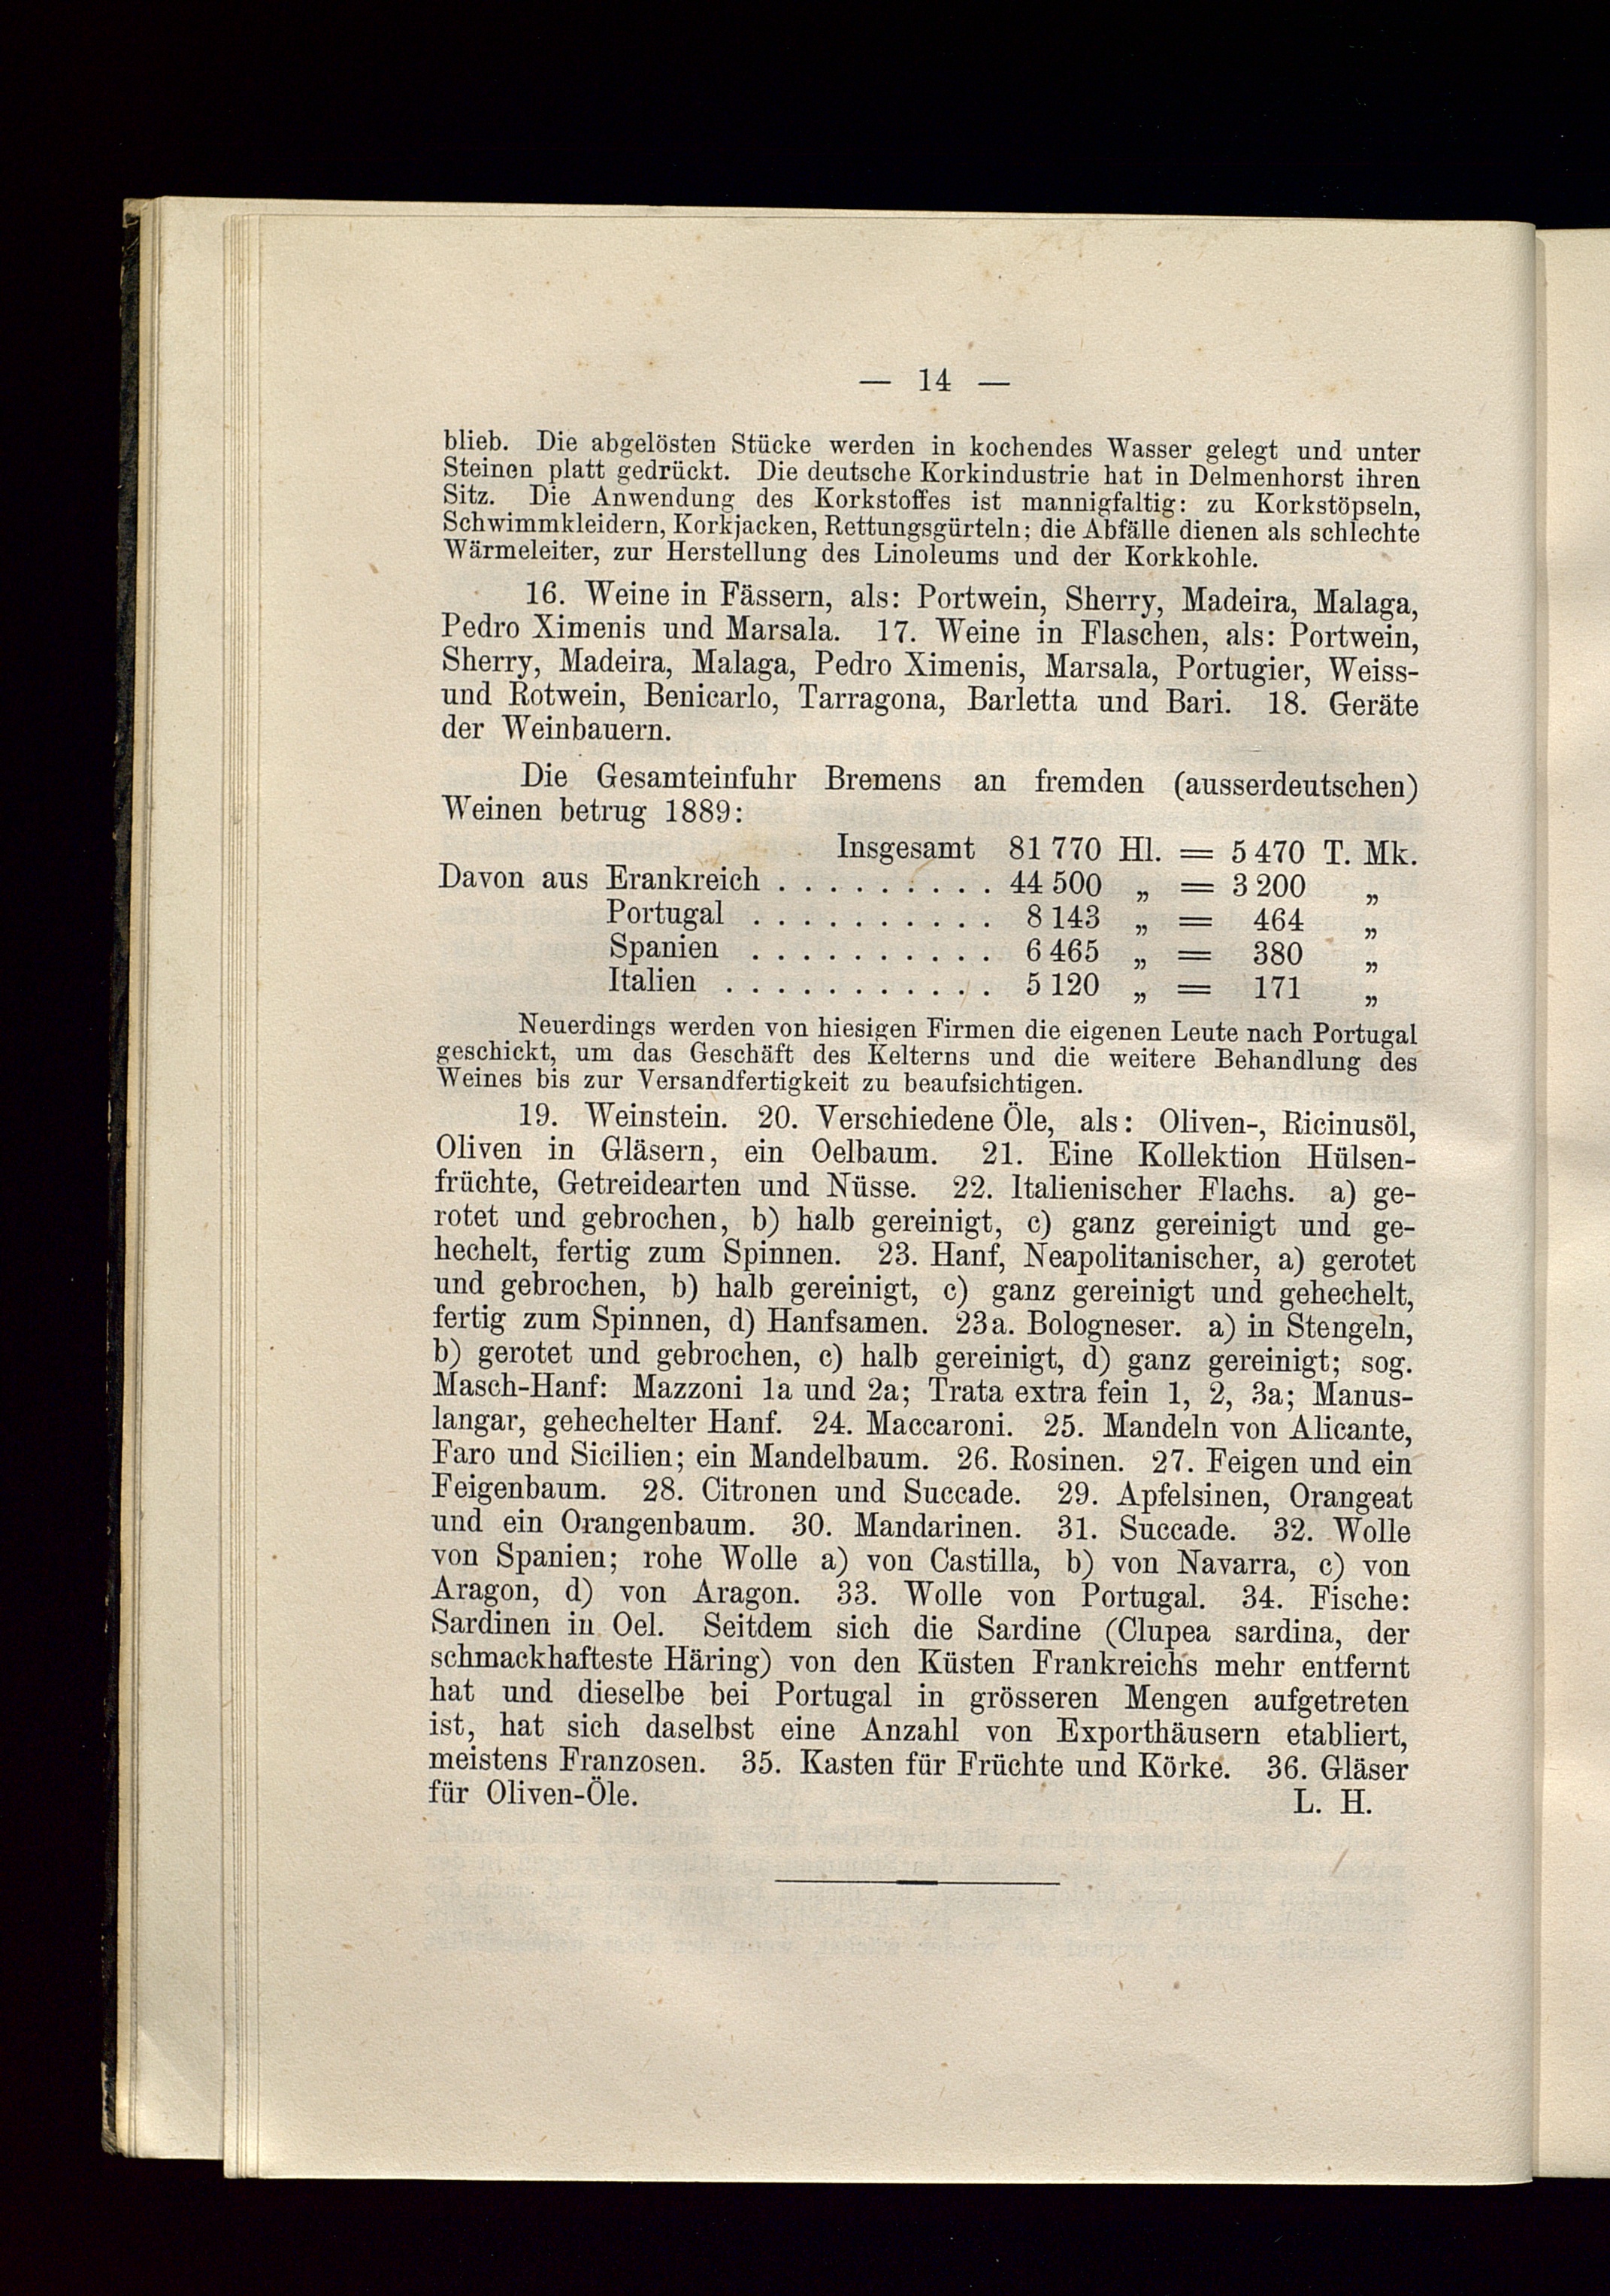 — 14 —
blieb. Die abgelösten Stücke werden in kochendes Wasser gelegt und unter
Steinen platt gedrückt. Die deutsche Korkindustrie hat in Delmenhorst ihren
Sitz. Die Anwendung des Korkstoffes ist mannigfaltig: zu Korkstöpseln,
Schwimmkleidern, Korkjacken, Rettungsgürteln; die Abfälle dienen als schlechte
Wärmeleiter, zur Herstellung des Linoleums und der Korkkohle.
16. Weine in Fässern, als: Portwein, Sherry, Madeira, Malaga,
Pedro Ximenis und Marsala. 17. Weine in Flaschen, als: Portwein,
Sherry, Madeira, Malaga, Pedro Ximenis, Marsala, Portugier, Weiss-
und Rotwein, Benicarlo, Tarragona, Barletta und Bari. 18. Geräte
der Weinbauern.
Die Gesamteinfuhr Bremens an fremden (ausserdeutschen)
Weinen betrug 1889:
Insgesamt 81 770 Hl. = 5 470 T. Mk.
Davon aus Erankreich . . . . . . . . . 44 500 „ = 3 200 „
Portugal . . . . . . . . . . 8 143 „ = 464 „
Spanien . . . . . . . . . . 6 465 „ = 380 „
Italien . . . . . . . . . . . 5 120 „ = 171 „
Neuerdings werden von hiesigen Firmen die eigenen Leute nach Portugal
geschickt, um das Geschäft des Kelterns und die weitere Behandlung des
Weines bis zur Versandfertigkeit zu beaufsichtigen.
19. Weinstein. 20. Verschiedene Öle, als: Oliven-, Ricinusöl,
Oliven in Gläsern, ein Oelbaum. 21. Eine Kollektion Hülsen-
früchte, Getreidearten und Nüsse. 22. Italienischer Flachs. a) ge-
rotet und gebrochen, b) halb gereinigt, c) ganz gereinigt und ge-
hechelt, fertig zum Spinnen. 23. Hanf, Neapolitanischer, a) gerotet
und gebrochen, b) halb gereinigt, c) ganz gereinigt und gehechelt,
fertig zum Spinnen, d) Hanfsamen. 23a. Bologneser. a) in Stengeln,
b) gerotet und gebrochen, c) halb gereinigt, d) ganz gereinigt; sog.
Masch-Hanf: Mazzoni 1a und 2a; Trata extra fein 1, 2, 3a; Manus-
langar, gehechelter Hanf. 24. Maccaroni. 25. Mandeln von Alicante,
Faro und Sicilien; ein Mandelbaum. 26. Rosinen. 27. Feigen und ein
Feigenbaum. 28. Citronen und Succade. 29. Apfelsinen, Orangeat
und ein Orangenbaum. 30. Mandarinen. 31. Succade. 32. Wolle
von Spanien; rohe Wolle a) von Castilla, b) von Navarra, c) von
Aragon, d) von Aragon. 33. Wolle von Portugal. 34. Fische:
Sardinen in Oel. Seitdem sich die Sardine (Clupea sardina, der
schmackhafteste Häring) von den Küsten Frankreichs mehr entfernt
hat und dieselbe bei Portugal in grösseren Mengen aufgetreten
ist, hat sich daselbst eine Anzahl von Exporthäusern etabliert,
meistens Franzosen. 35. Kasten für Früchte und Körke. 36. Gläser
für Oliven-Öle. L. H.